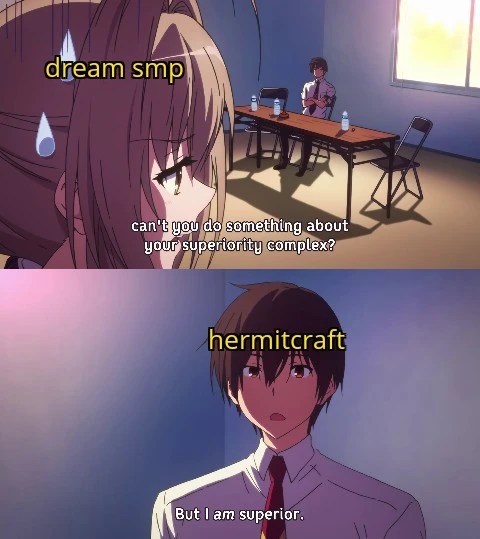 dream smp
can't you do something about
your superiority complex?
hermitcraft
But I am superior.